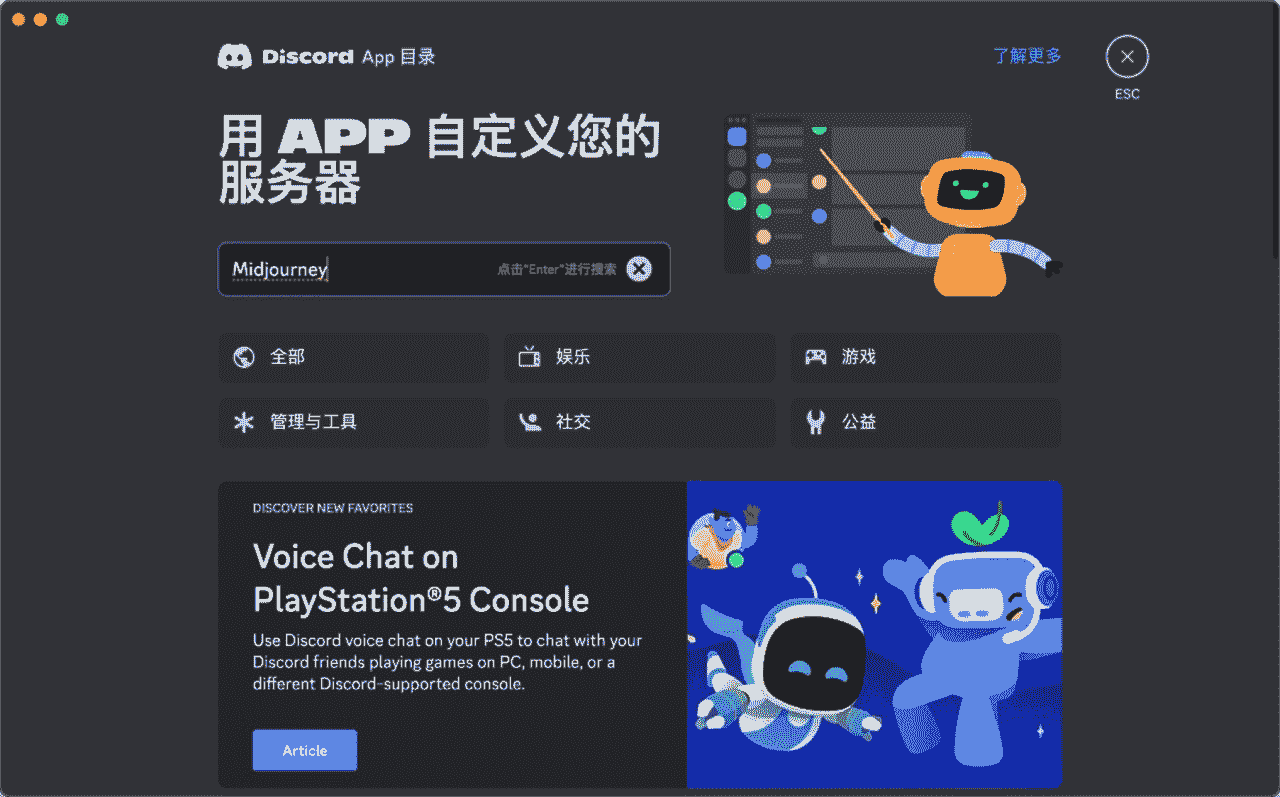 Discord App 目录
了解更多
ESC
用 APP 自定义您的
服务器
Midjourney
点击"Enter"进行搜索
全部
娱乐
游戏
管理与工具
社交
公益
DISCOVER NEW FAVORITES
Voice Chat on
PlayStation®5 Console
Use Discord voice chat on your PS5 to chat with your
Discord friends playing games on PC, mobile, or a
different Discord-supported console.
Article